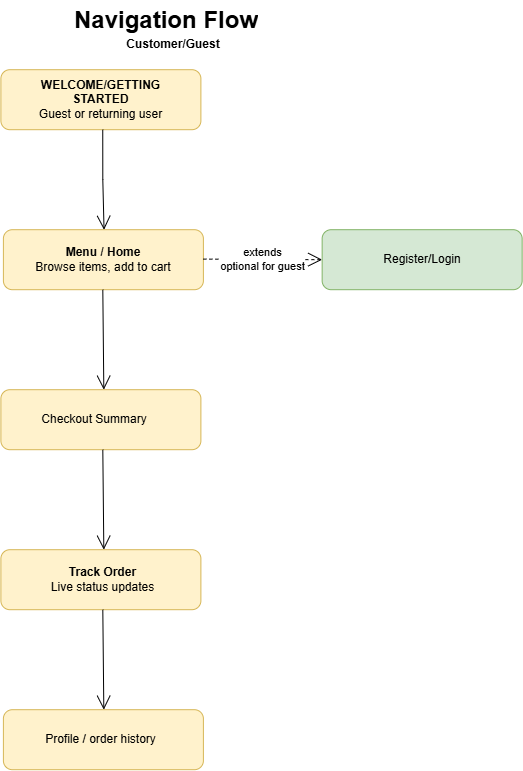 Navigation Flow
Customer/Guest
WELCOME/GETTING
STARTED
Guest or returning user
Menu / Home
Browse items, add to cart
extends
optional for guest
Register/Login
Checkout Summary
Track Order
Live status updates
Profile / order history